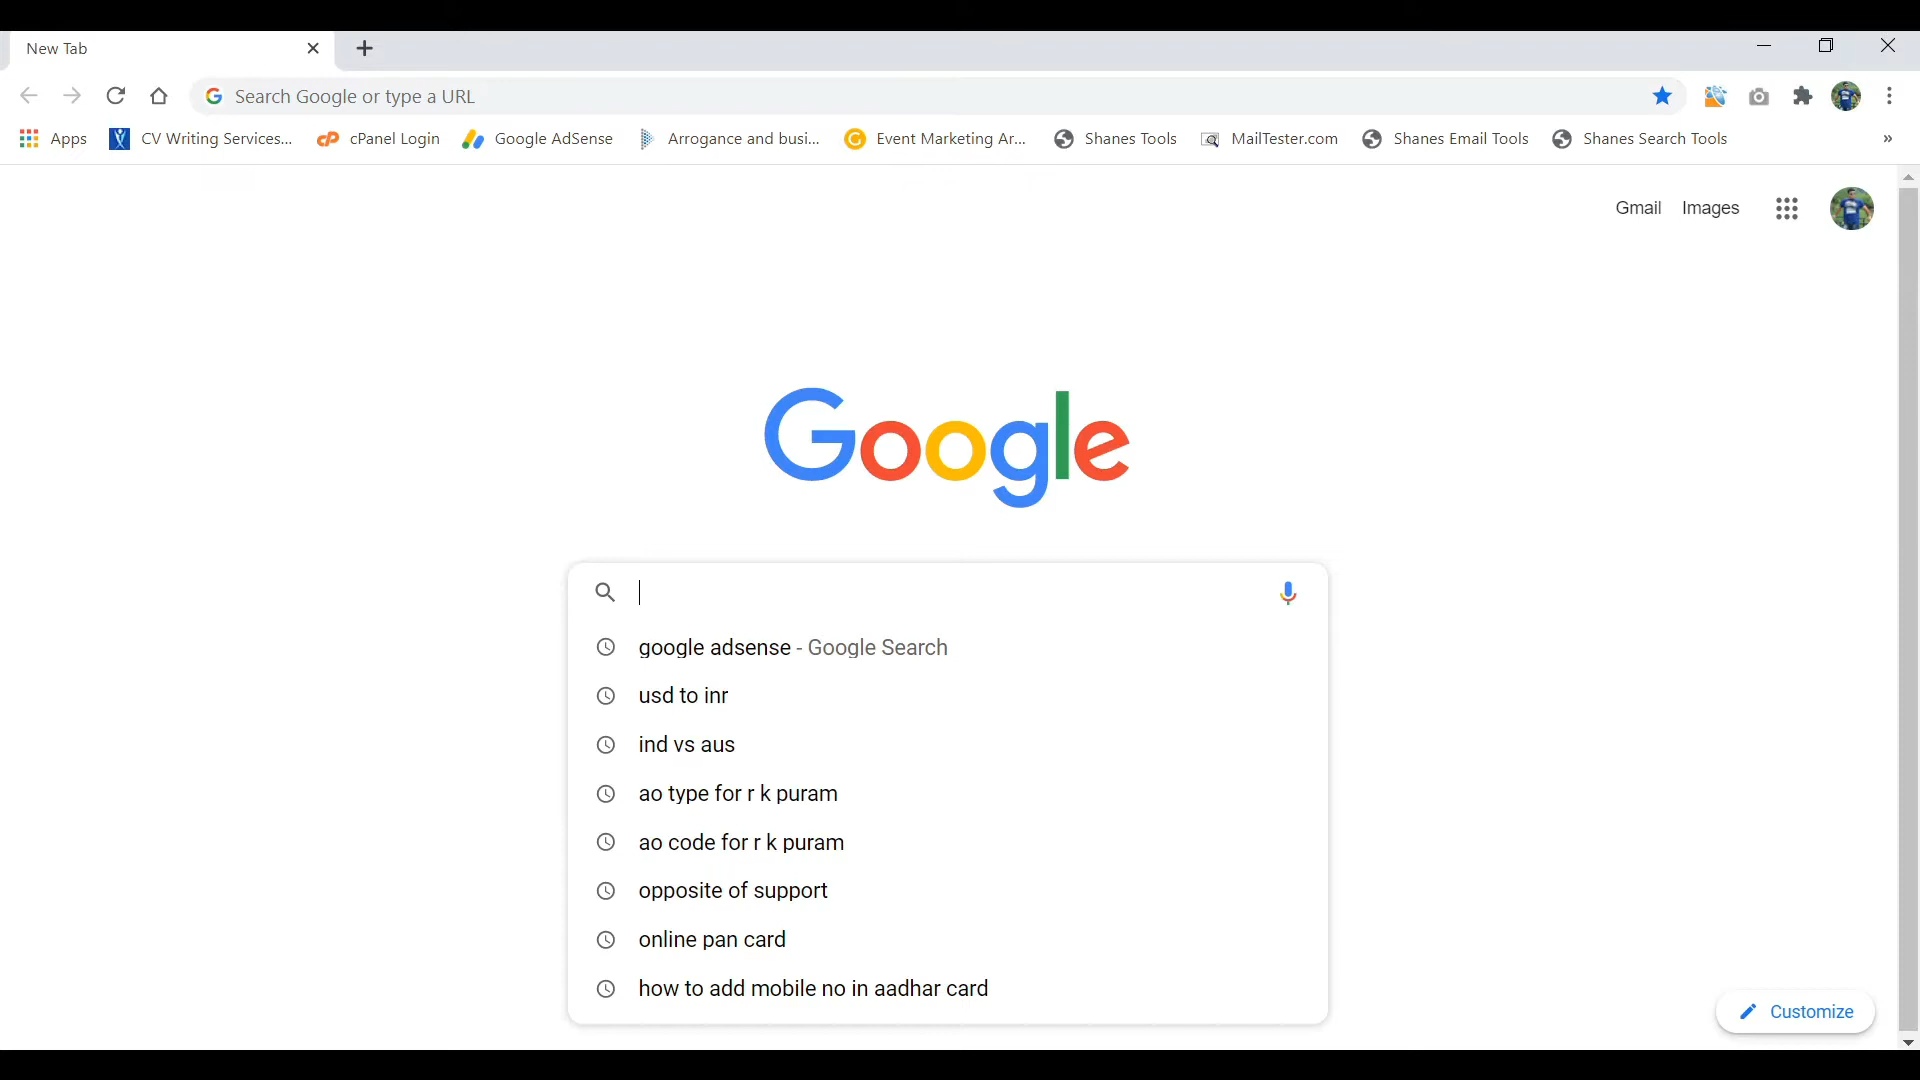 New Tab
Search Google or type a URL
Apps CV Writing Services... cPanel Login Google AdSense Arrogance and busi... Event Marketing Ar... Shanes Tools MailTester.com Shanes Email Tools Shanes Search Tools »
Gmail Images
Google
google adsense - Google Search
usd to inr
ind vs aus
ao type for r k puram
ao code for r k puram
opposite of support
online pan card
how to add mobile no in aadhar card
Customize